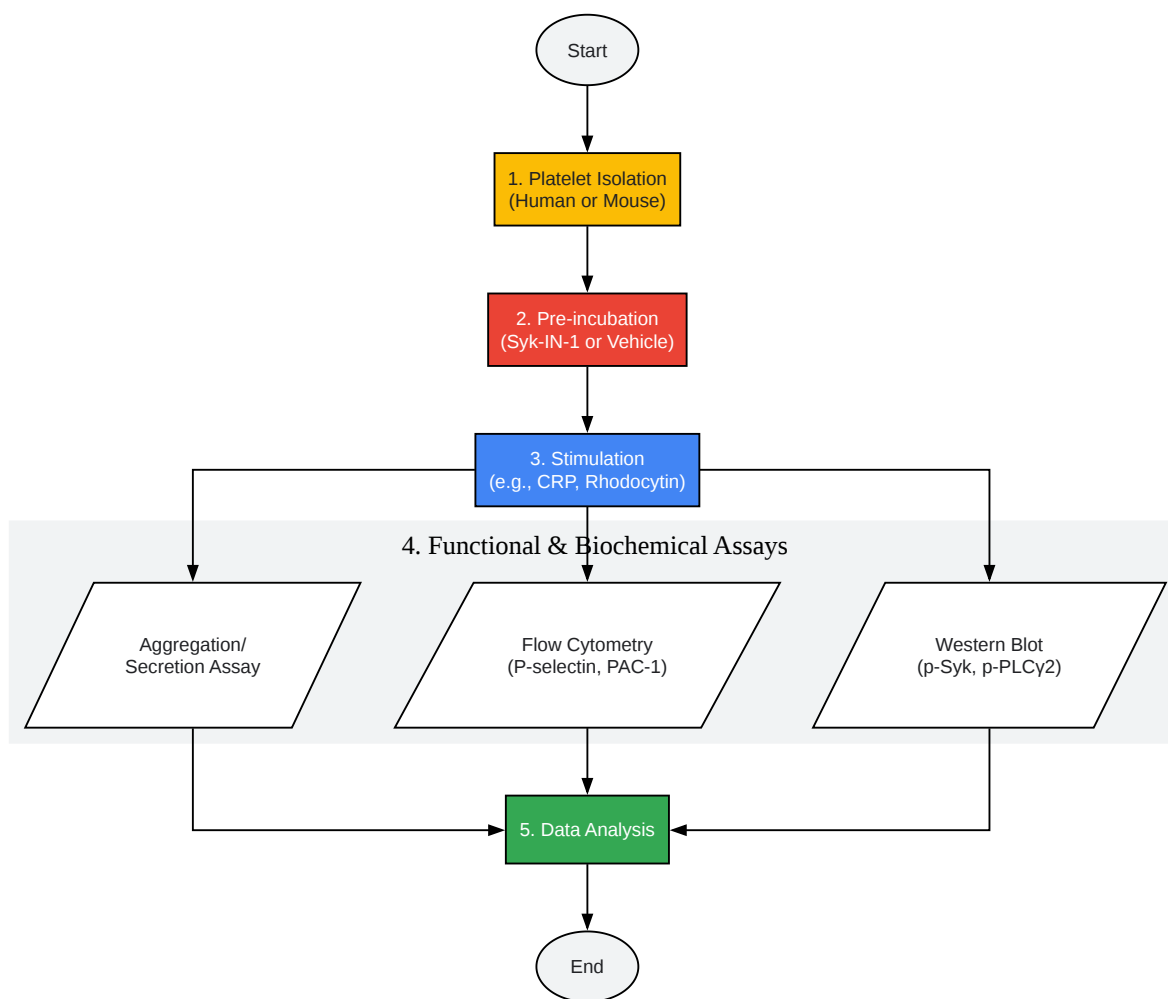 Start
1. Platelet Isolation
(Human or Mouse)
2. Pre-incubation
(Syk-IN-1 or Vehicle)
3. Stimulation
(e.g., CRP, Rhodocytin)
4. Functional & Biochemical Assays
Aggregation/
Secretion Assay
Flow Cytometry
(P-selectin, PAC-1)
Western Blot
(p-Syk, p-PLCγ2)
5. Data Analysis
End